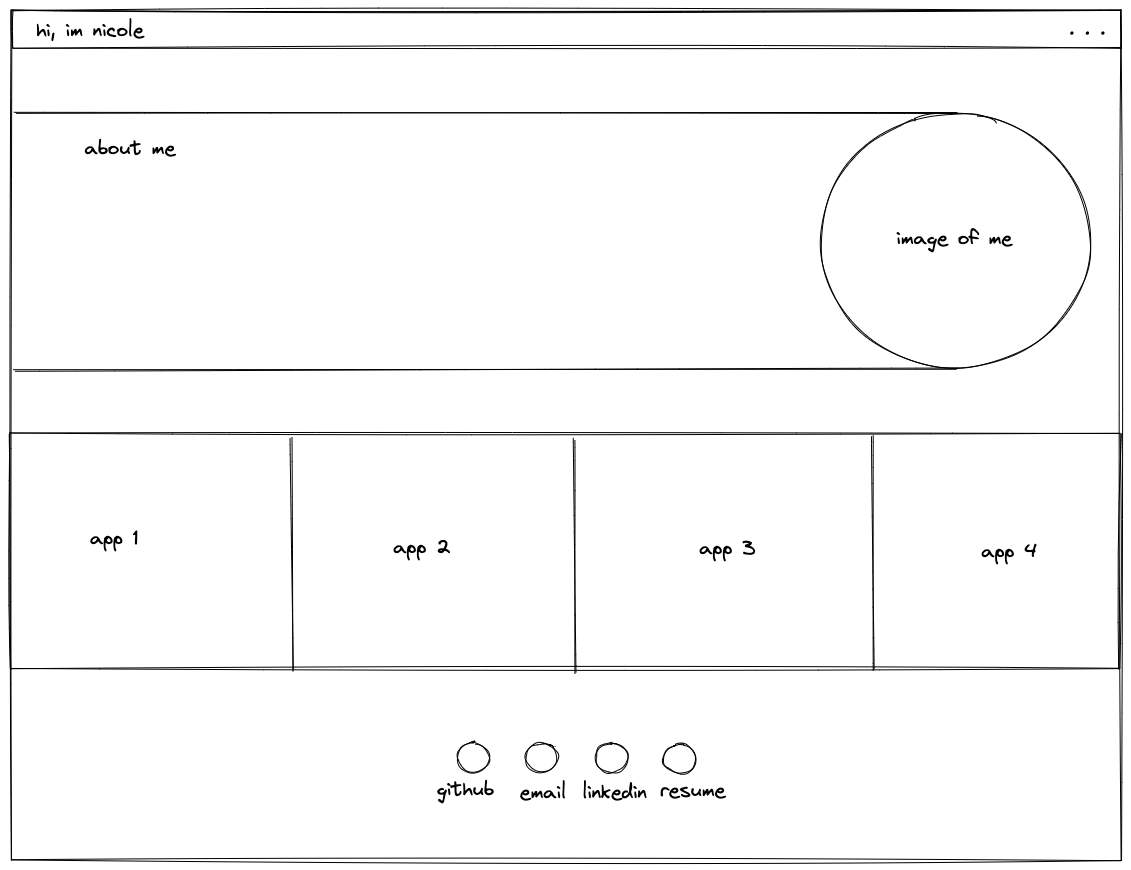 hi, im nicole
...
about me
image of me
app 1
app 2
app 3
app 4
github
email
linkedin
resume